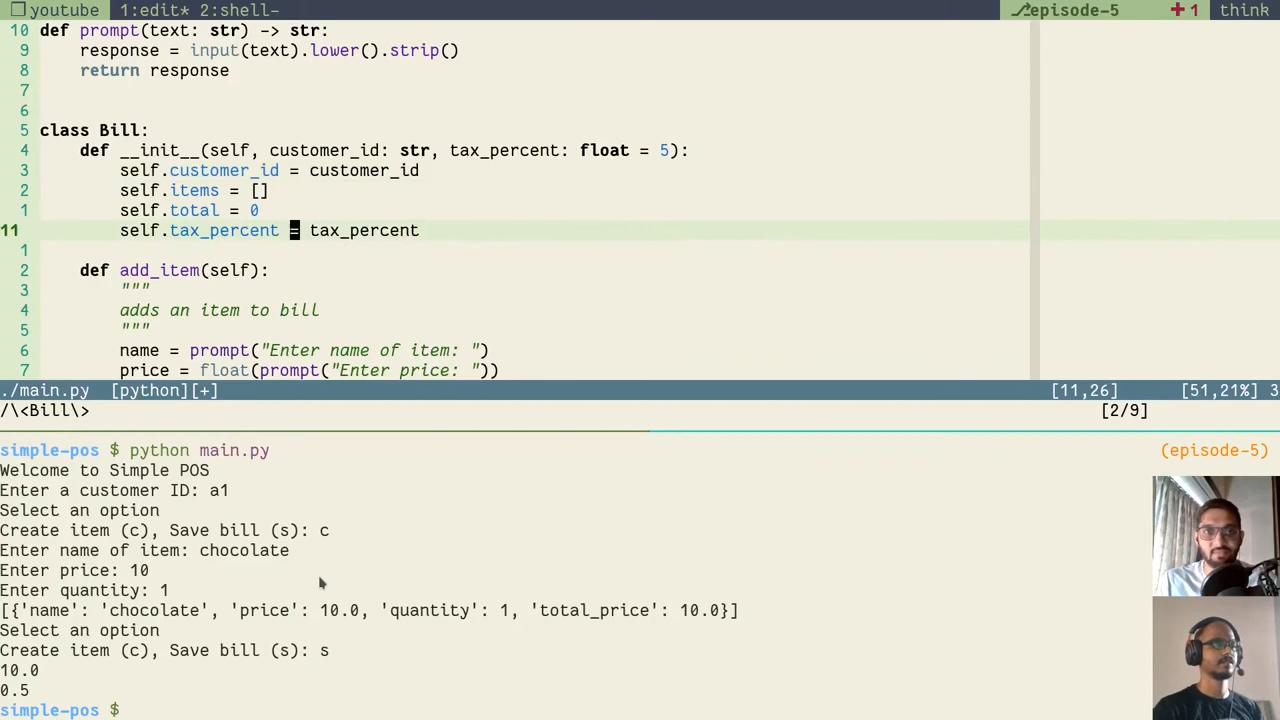 youtube 1:edit* 2:shell- episode-5 +1 think
10 def prompt(text: str) -> str:
9 response = input(text).lower().strip()
8 return response
7
6
5 class Bill:
4 def __init__(self, customer_id: str, tax_percent: float = 5):
3 self.customer_id = customer_id
2 self.items = []
1 self.total = 0
11 self.tax_percent = tax_percent
1
2 def add_item(self):
3 """
4 adds an item to bill
5 """
6 name = prompt("Enter name of item: ")
7 price = float(prompt("Enter price: "))
./main.py [python][+] [11,26] [51,21%] 3
/\<Bill\> [2/9]
simple-pos $ python main.py (episode-5)
Welcome to Simple POS
Enter a customer ID: a1
Select an option
Create item (c), Save bill (s): c
Enter name of item: chocolate
Enter price: 10
Enter quantity: 1
[{'name': 'chocolate', 'price': 10.0, 'quantity': 1, 'total_price': 10.0}]
Select an option
Create item (c), Save bill (s): s
10.0
0.5
simple-pos $